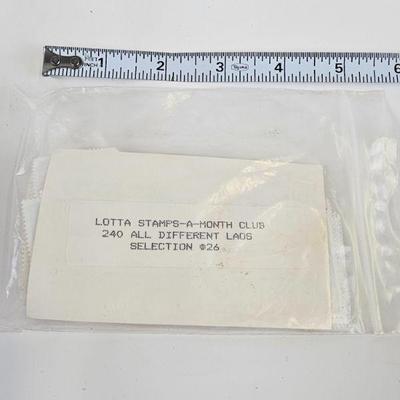 1 2 3 4 5 6
LOTTA STAMPS-A-MONTH CLUB
240 ALL DIFFERENT LAOS
SELECTION #26